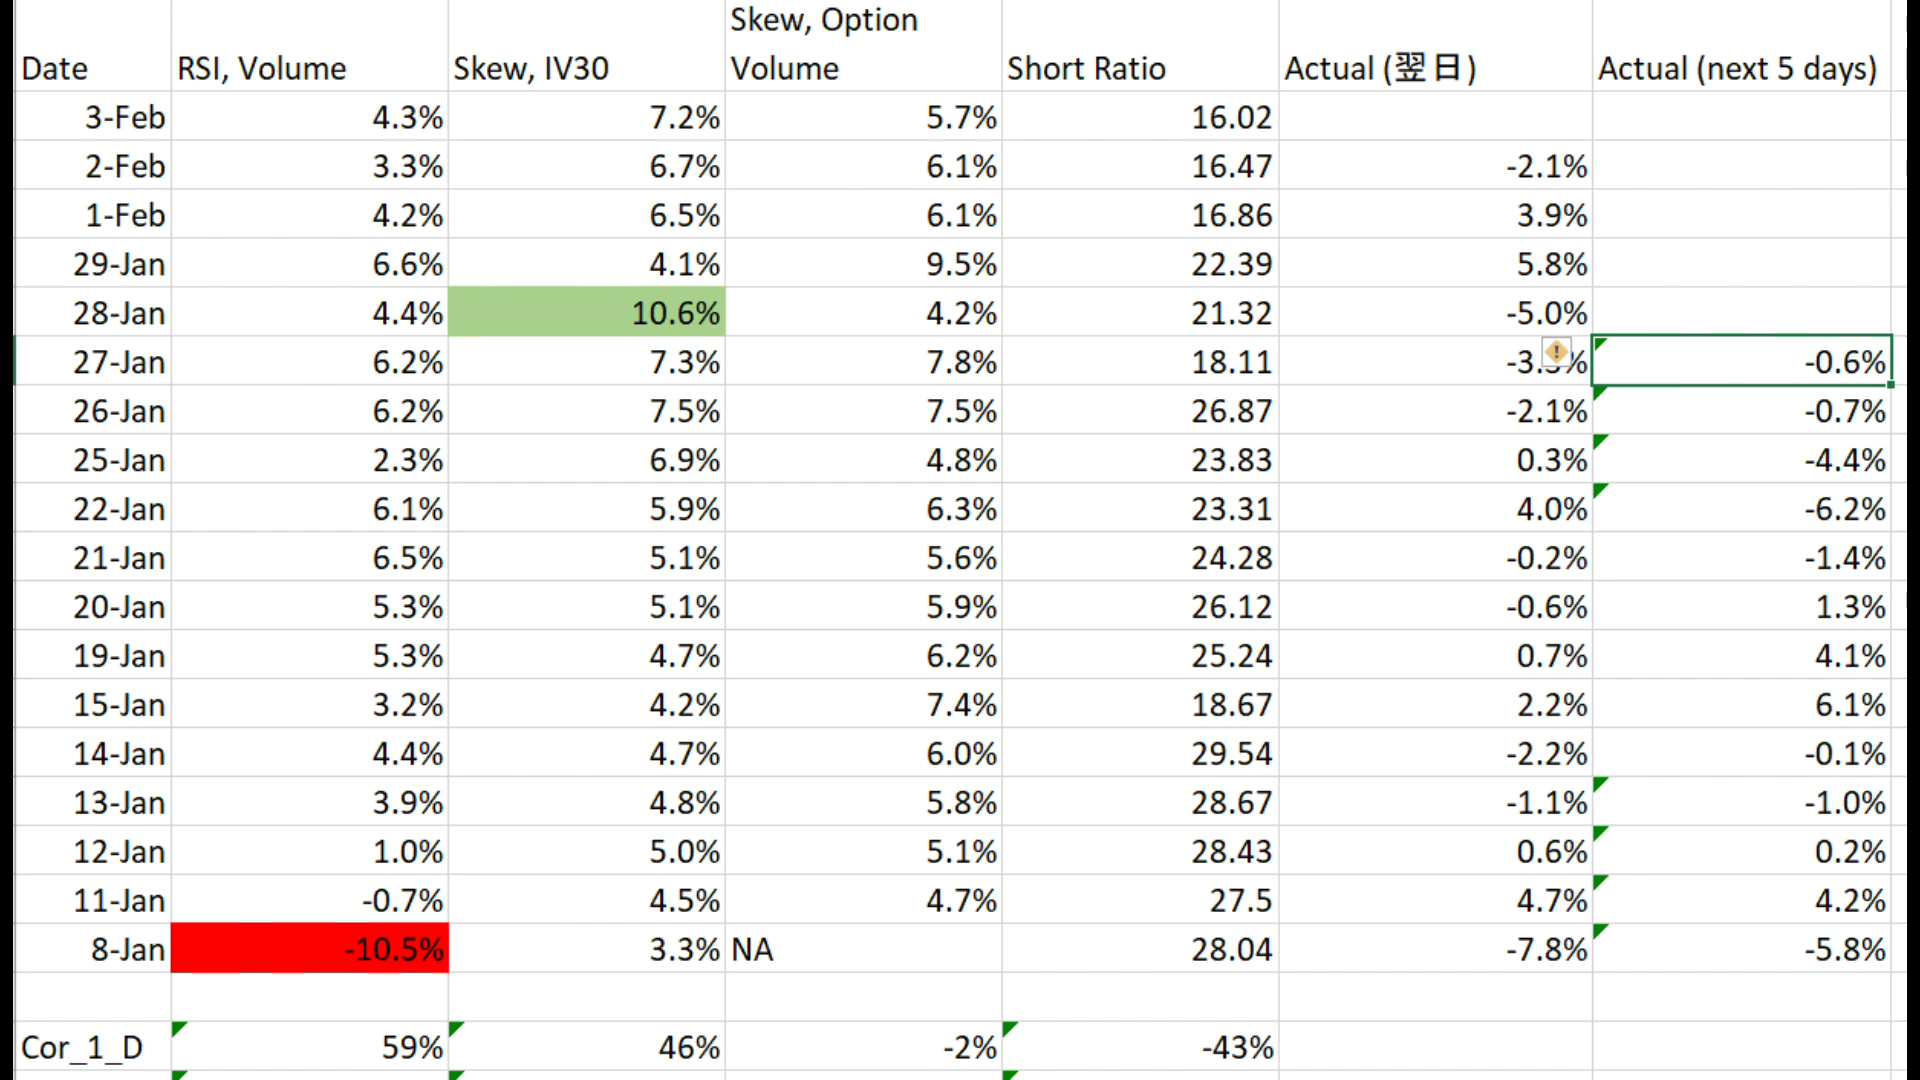 Date RSI, Volume Skew, IV30 Skew, Option Volume Short Ratio Actual (翌日) Actual (next 5 days)
3-Feb 4.3% 7.2% 5.7% 16.02
2-Feb 3.3% 6.7% 6.1% 16.47 -2.1%
1-Feb 4.2% 6.5% 6.1% 16.86 3.9%
29-Jan 6.6% 4.1% 9.5% 22.39 5.8%
28-Jan 4.4% 10.6% 4.2% 21.32 -5.0%
27-Jan 6.2% 7.3% 7.8% 18.11 -0.6%
26-Jan 6.2% 7.5% 7.5% 26.87 -2.1% -0.7%
25-Jan 2.3% 6.9% 4.8% 23.83 0.3% -4.4%
22-Jan 6.1% 5.9% 6.3% 23.31 4.0% -6.2%
21-Jan 6.5% 5.1% 5.6% 24.28 -0.2% -1.4%
20-Jan 5.3% 5.1% 5.9% 26.12 -0.6% 1.3%
19-Jan 5.3% 4.7% 6.2% 25.24 0.7% 4.1%
15-Jan 3.2% 4.2% 7.4% 18.67 2.2% 6.1%
14-Jan 4.4% 4.7% 6.0% 29.54 -2.2% -0.1%
13-Jan 3.9% 4.8% 5.8% 28.67 -1.1% -1.0%
12-Jan 1.0% 5.0% 5.1% 28.43 0.6% 0.2%
11-Jan -0.7% 4.5% 4.7% 27.5 4.7% 4.2%
8-Jan -10.5% 3.3% NA 28.04 -7.8% -5.8%
Cor_1_D 59% 46% -2% -43%